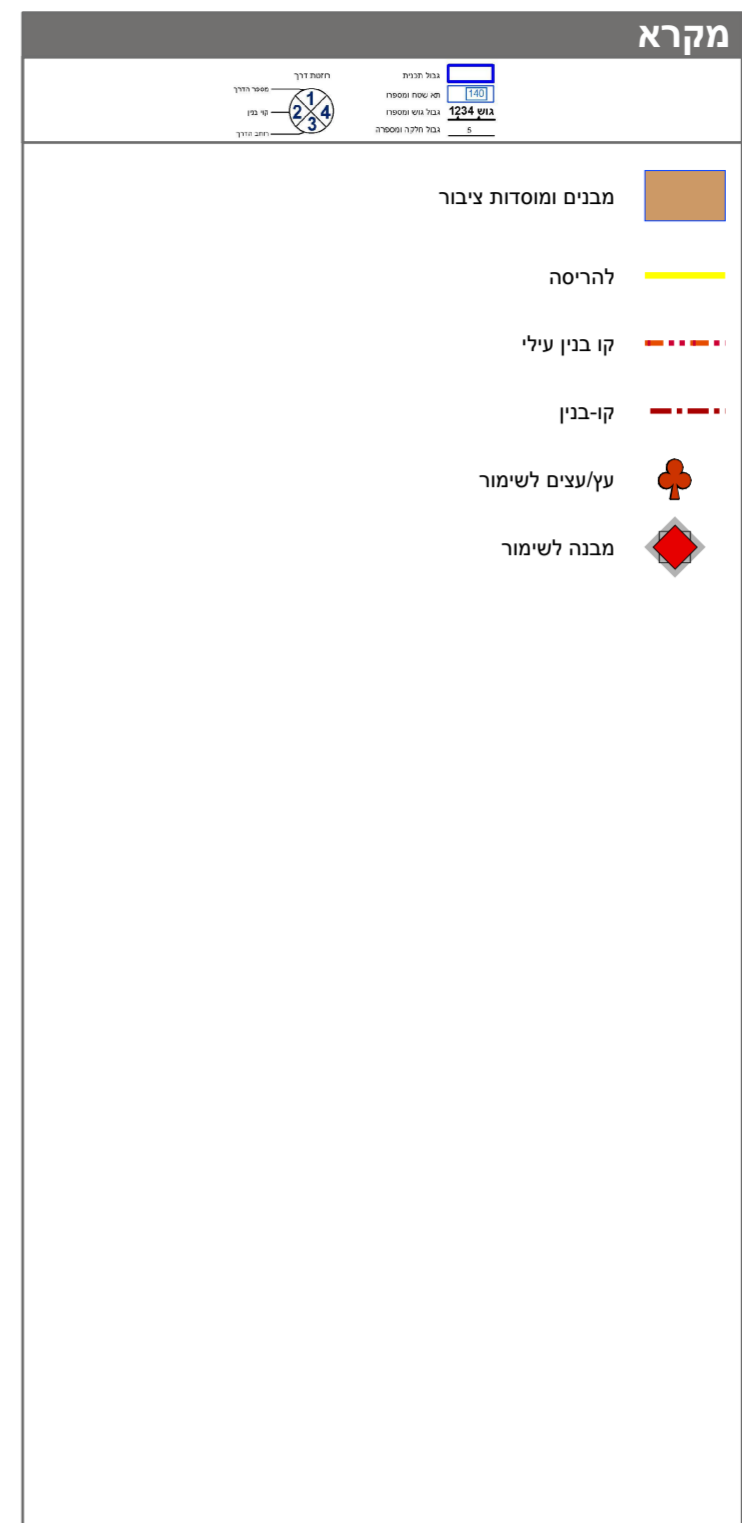 מקרא
גבול תכנית
תא שטח ומספרו 140
גבול גוש ומספרו גוש 1234
גבול חלקה ומספרה 5
רוזטת דרך
מספר הדרך
קוי בנין
רוחב הדרך
1
2 4
3
מבנים ומוסדות ציבור
להריסה
קו בנין עילי
קו-בנין
עץ/עצים לשימור
מבנה לשימור